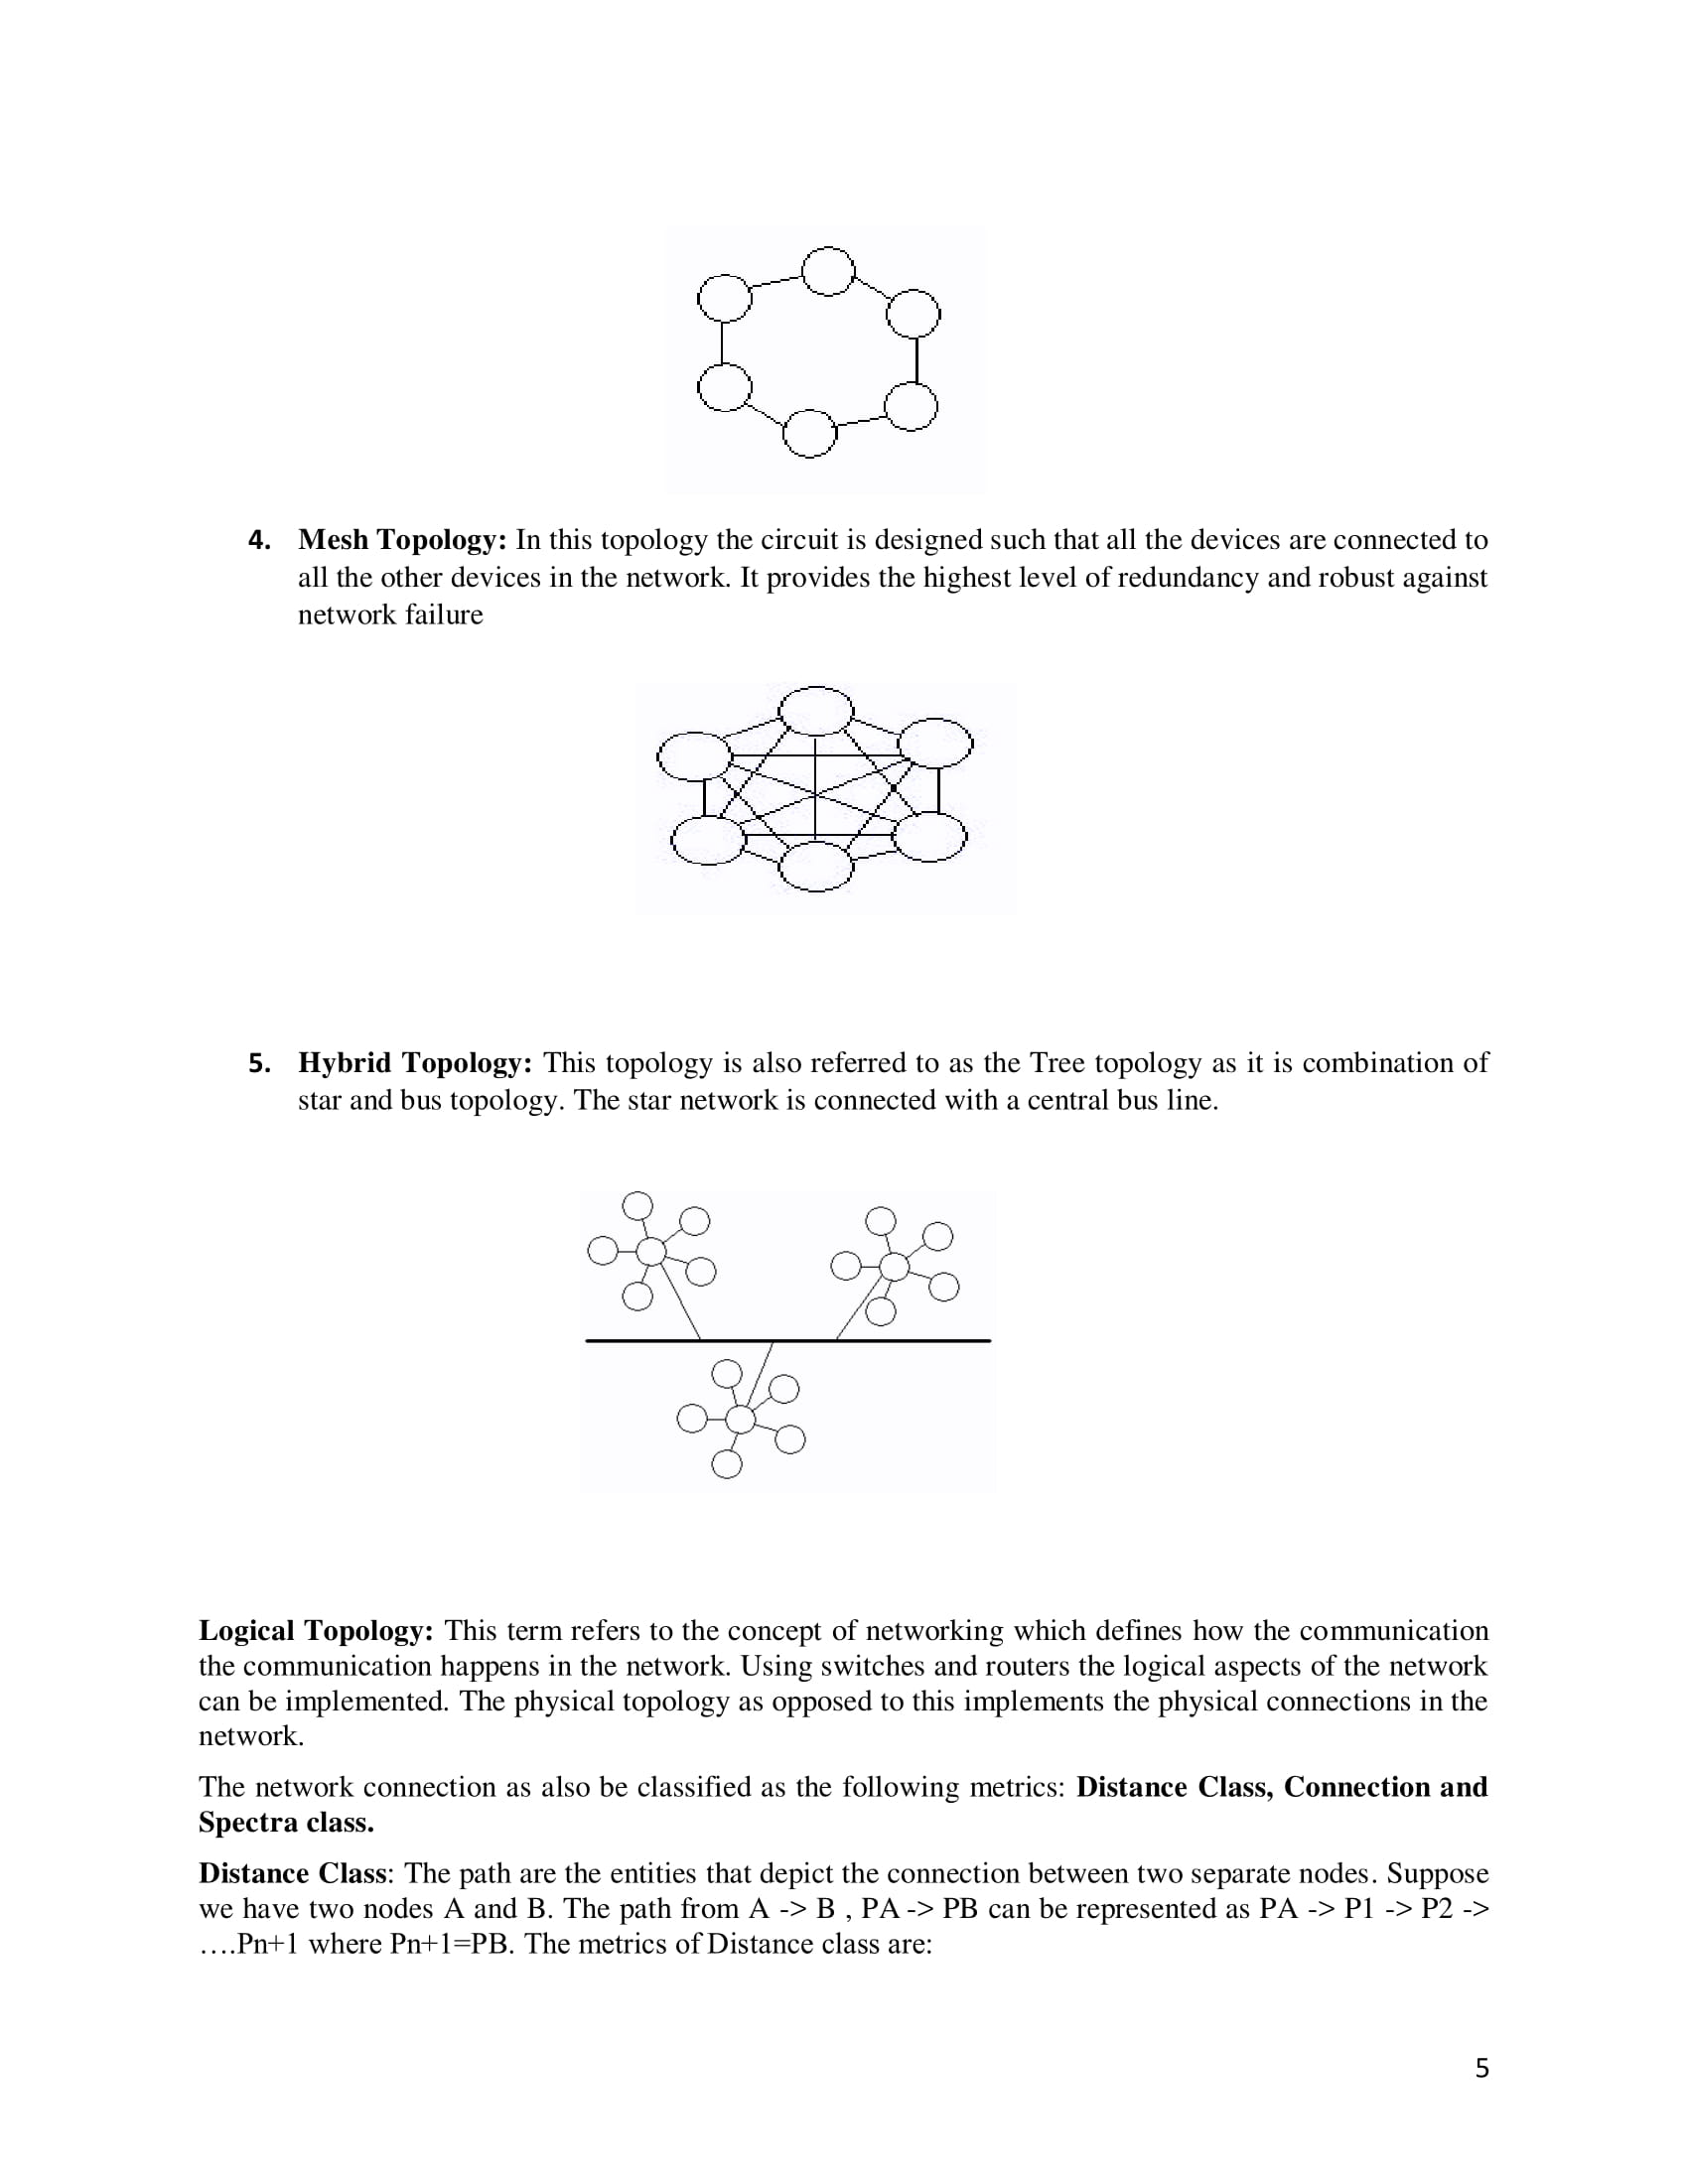 4. Mesh Topology: In this topology the circuit is designed such that all the devices are connected to
all the other devices in the network. It provides the highest level of redundancy and robust against
network failure
5. Hybrid Topology: This topology is also referred to as the Tree topology as it is combination of
star and bus topology. The star network is connected with a central bus line.
Logical Topology: This term refers to the concept of networking which defines how the communication
the communication happens in the network. Using switches and routers the logical aspects of the network
can be implemented. The physical topology as opposed to this implements the physical connections in the
network.
The network connection as also be classified as the following metrics: Distance Class, Connection and
Spectra class.
Distance Class: The path are the entities that depict the connection between two separate nodes. Suppose
we have two nodes A and B. The path from A -> B , PA -> PB can be represented as PA -> P1 -> P2 ->
….Pn+1 where Pn+1=PB. The metrics of Distance class are:
5